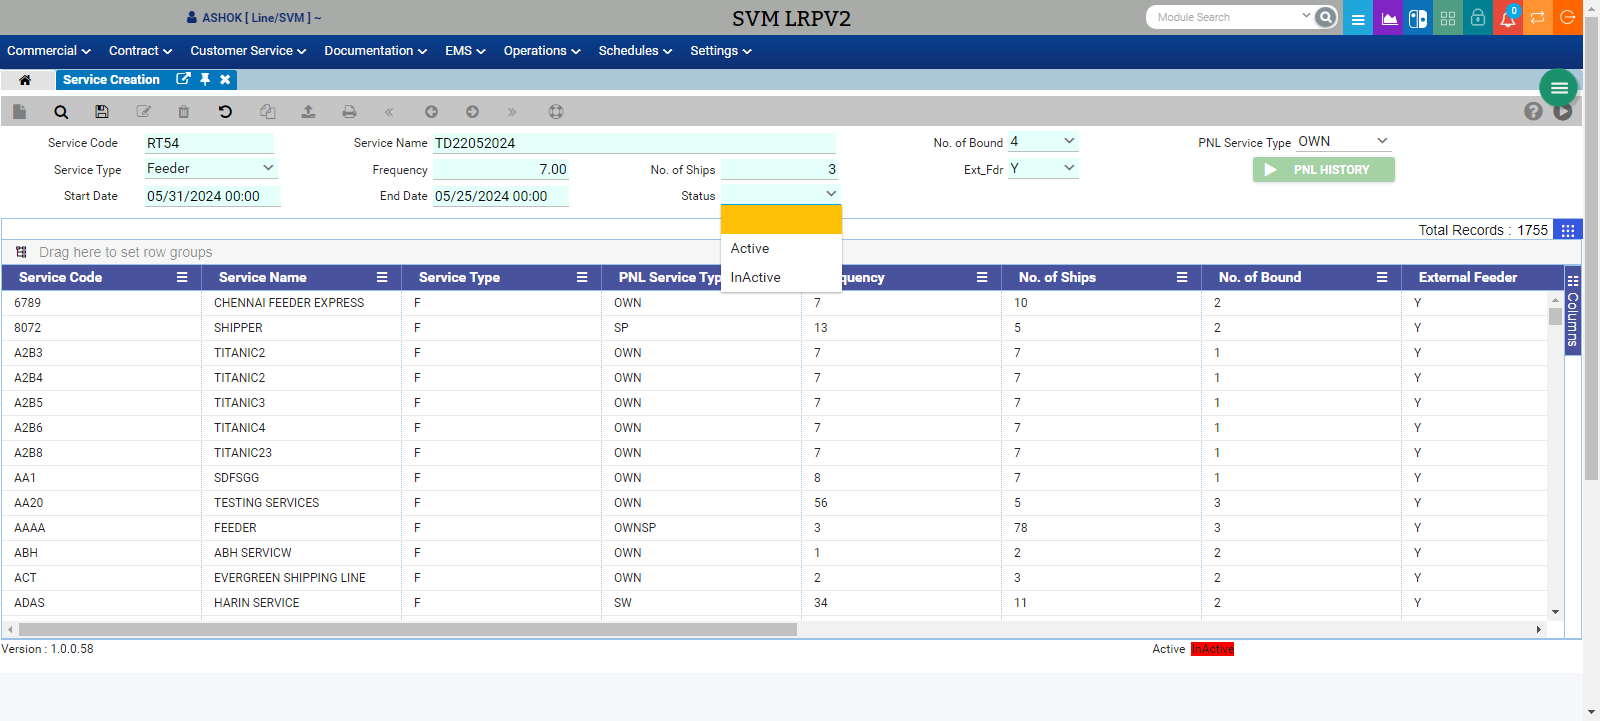 ASHOK [ Line/SVM ] ~ SVM LRPV2 Module Search 0
Commercial Contract Customer Service Documentation EMS Operations Schedules Settings
Service Creation
Service Code RT54 Service Name TD22052024 No. of Bound 4 PNL Service Type OWN
Service Type Feeder Frequency 7.00 No. of Ships 3 Ext_Fdr Y PNL HISTORY
Start Date 05/31/2024 00:00 End Date 05/25/2024 00:00 Status
Active
InActive
Total Records : 1755
Drag here to set row groups
Service Code Service Name Service Type PNL Service Typ quency No. of Ships No. of Bound External Feeder
Columns
6789 CHENNAI FEEDER EXPRESS F OWN 7 10 2 Y
8072 SHIPPER F SP 13 5 2 Y
A2B3 TITANIC2 F OWN 7 7 1 Y
A2B4 TITANIC2 F OWN 7 7 1 Y
A2B5 TITANIC3 F OWN 7 7 1 Y
A2B6 TITANIC4 F OWN 7 7 1 Y
A2B8 TITANIC23 F OWN 7 7 1 Y
AA1 SDFSGG F OWN 8 7 1 Y
AA20 TESTING SERVICES F OWN 56 5 3 Y
AAAA FEEDER F OWNSP 3 78 3 Y
ABH ABH SERVICW F OWN 1 2 2 Y
ACT EVERGREEN SHIPPING LINE F OWN 2 3 2 Y
ADAS HARIN SERVICE F SW 34 11 2 Y
Version : 1.0.0.58 Active InActive